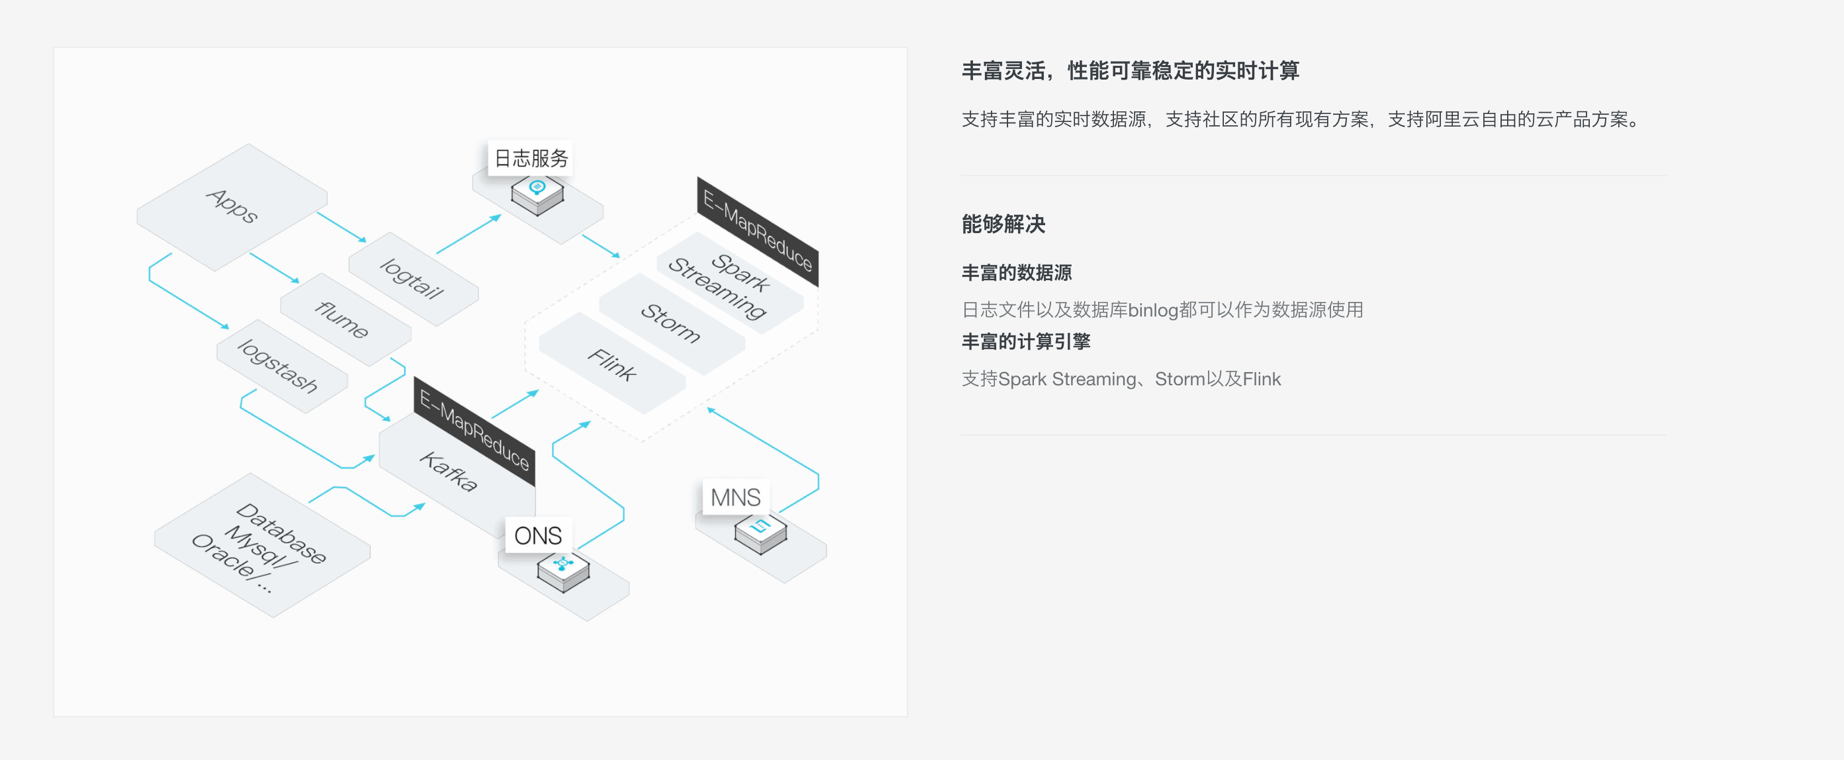 日志服务
Apps
E-MapReduce
logtail
Spark
Streaming
flume
Storm
logstash
Flink
E-MapReduce
Kafka
MNS
Database
Mysql/
Oracle/...
ONS
丰富灵活，性能可靠稳定的实时计算
支持丰富的实时数据源，支持社区的所有现有方案，支持阿里云自由的云产品方案。
能够解决
丰富的数据源
日志文件以及数据库binlog都可以作为数据源使用
丰富的计算引擎
支持Spark Streaming、Storm以及Flink